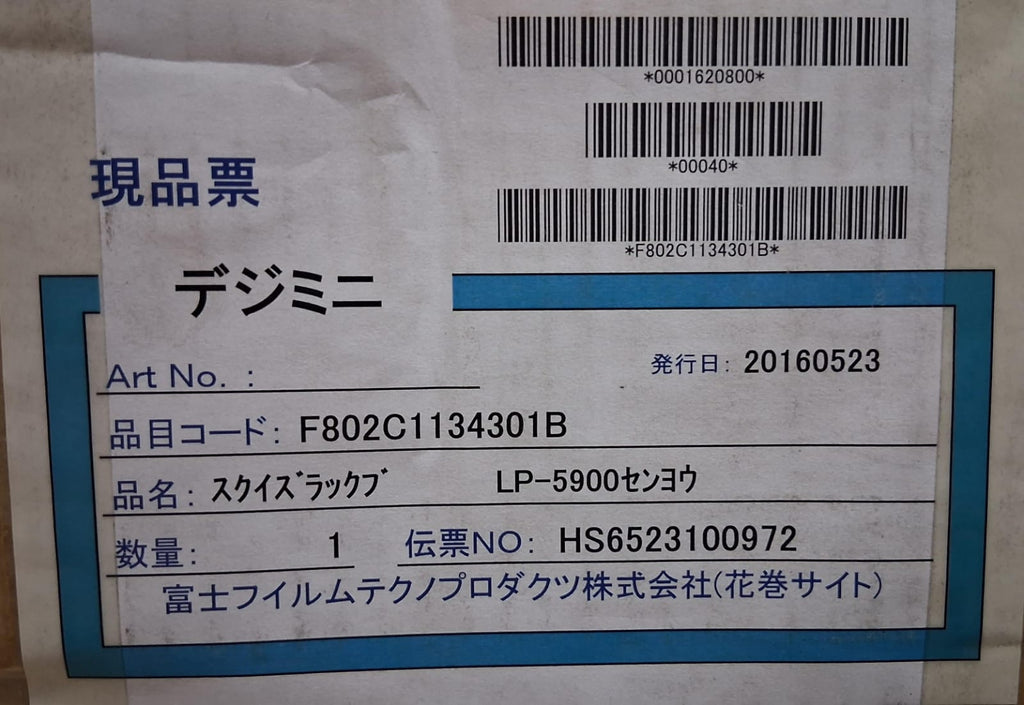 *0001620800*
*00040*
現品票
*F802C1134301B*
デジミニ
発行日: 20160523
Art No. :
品目コード: F802C1134301B
品名: スクイズラックブ LP-5900センヨウ
数量: 1 伝票NO: HS6523100972
富士フイルムテクノプロダクツ株式会社(花巻サイト)